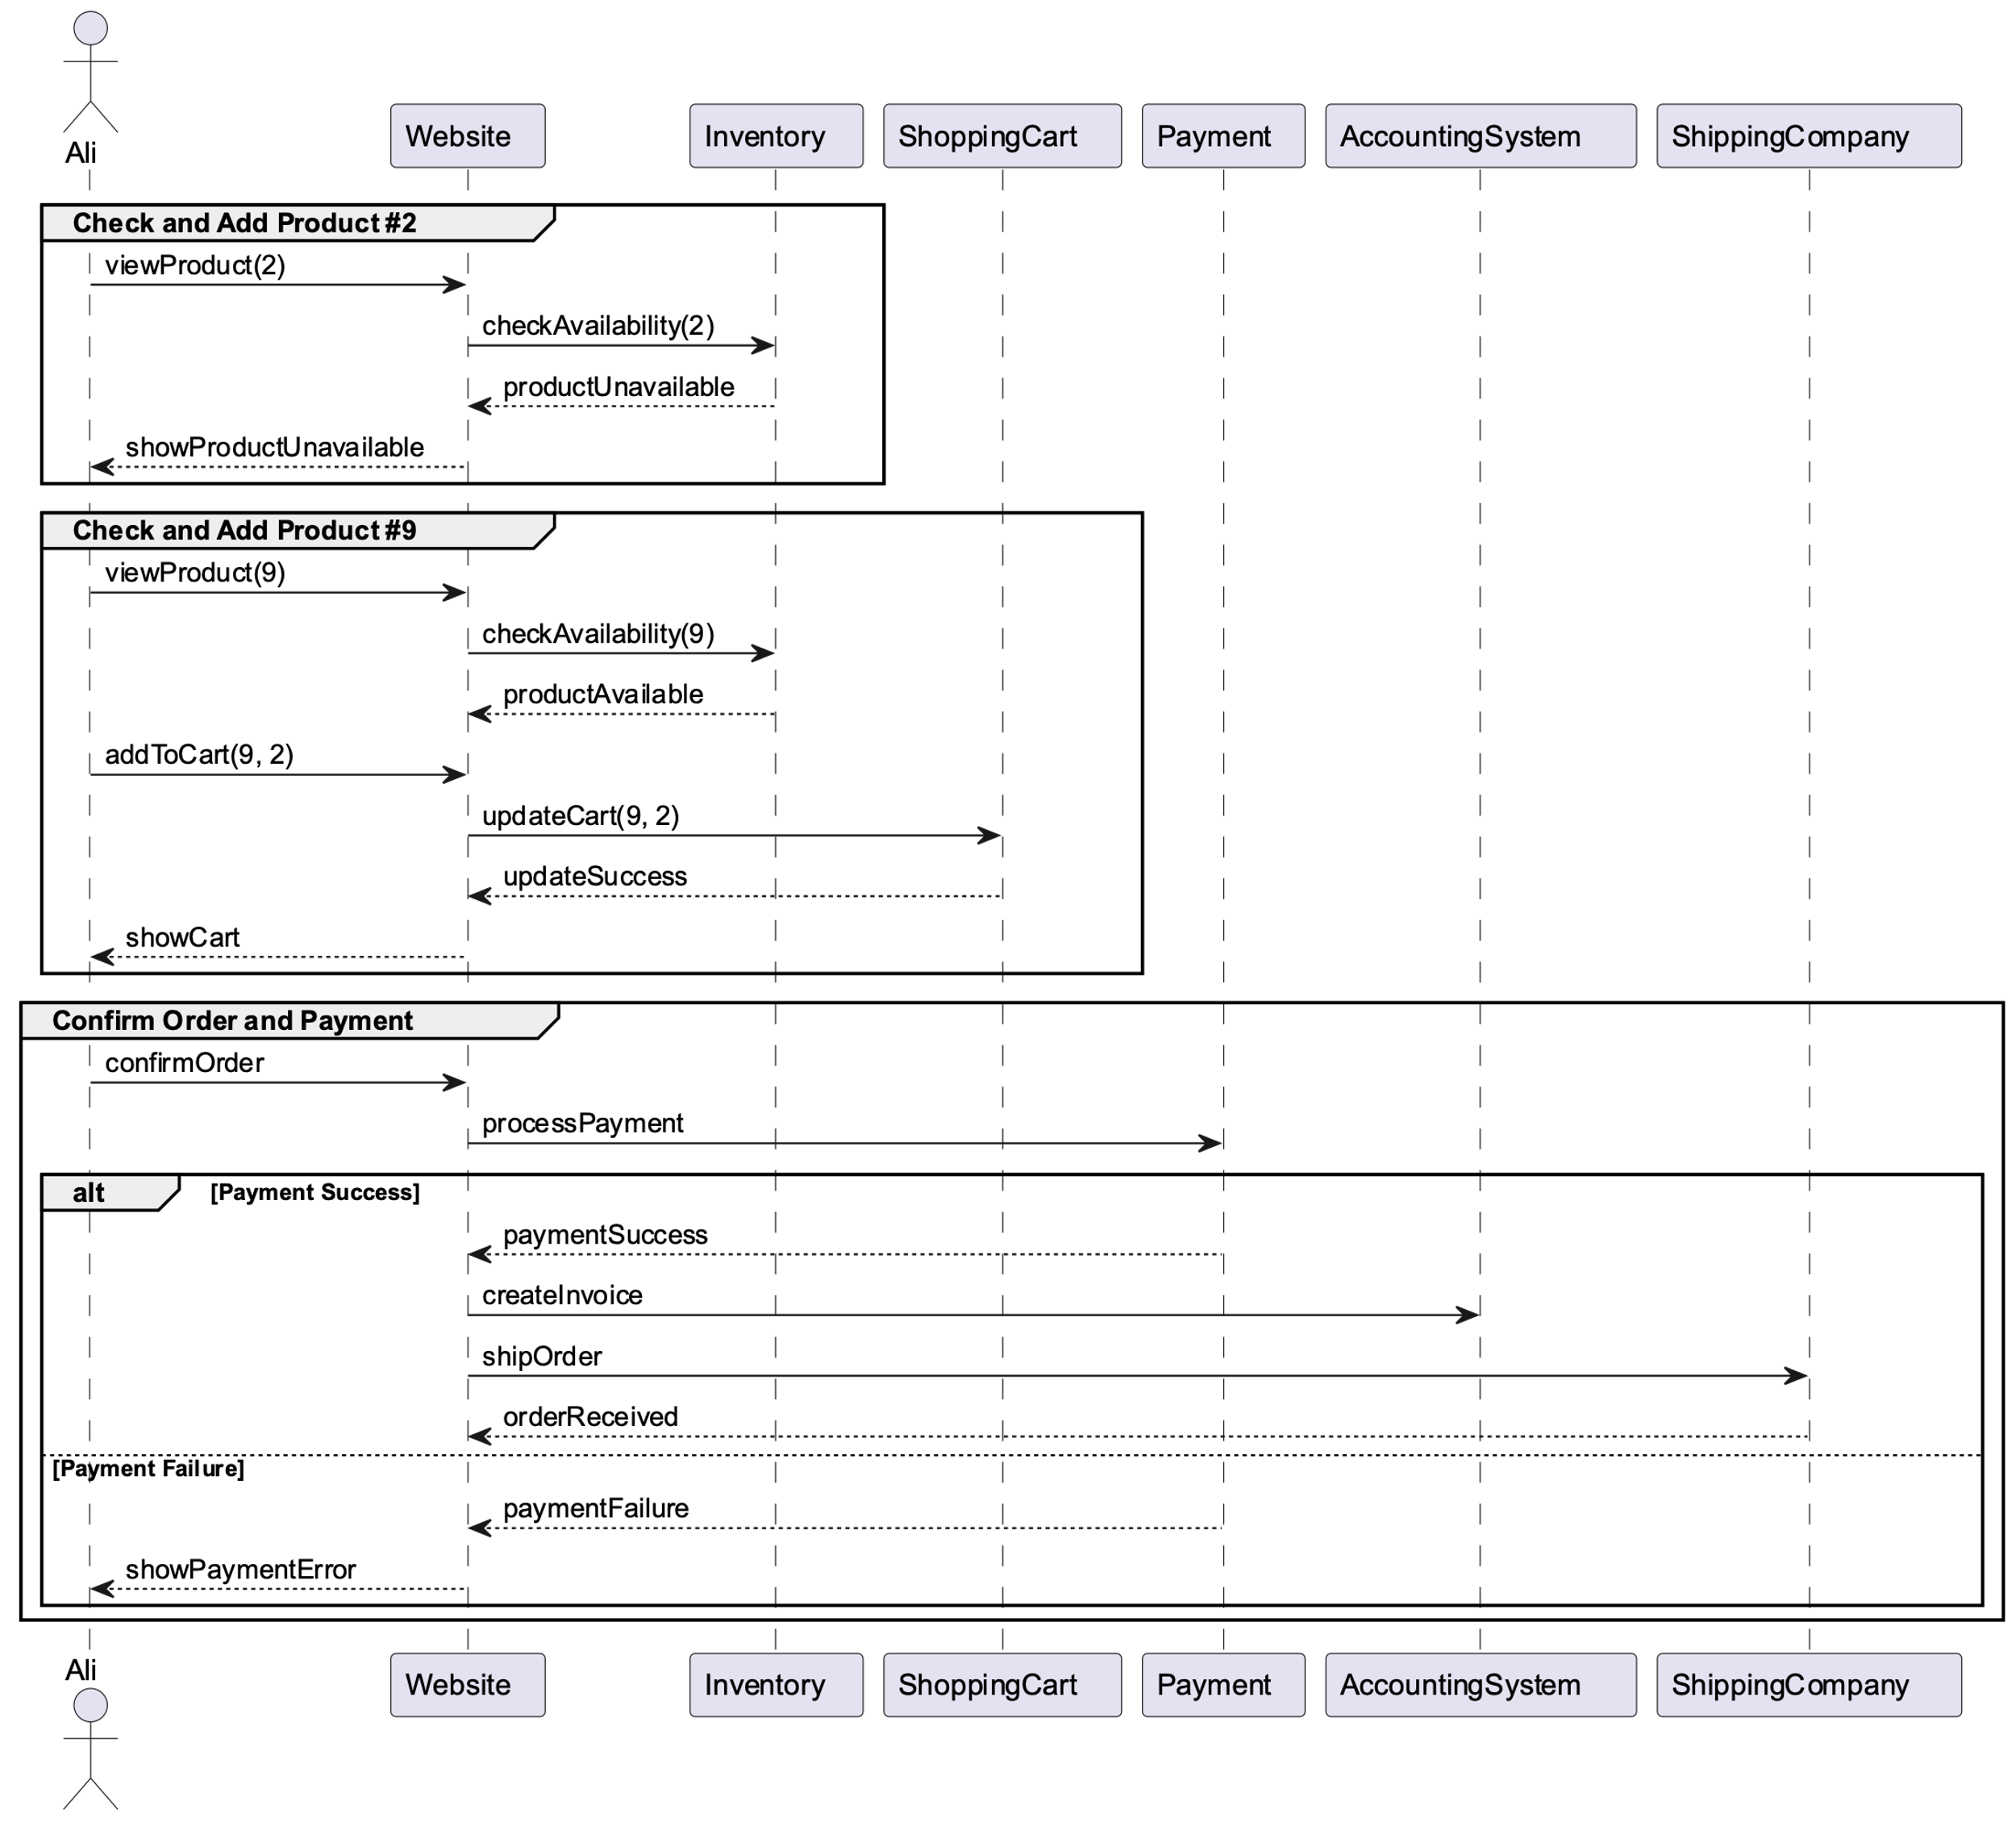 Ali
Website
Inventory
ShoppingCart
Payment
AccountingSystem
ShippingCompany
Check and Add Product #2
viewProduct(2)
checkAvailability(2)
productUnavailable
showProductUnavailable
Check and Add Product #9
viewProduct(9)
checkAvailability(9)
productAvailable
addToCart(9, 2)
updateCart(9, 2)
updateSuccess
showCart
Confirm Order and Payment
confirmOrder
processPayment
alt [Payment Success]
paymentSuccess
createInvoice
shipOrder
orderReceived
[Payment Failure]
paymentFailure
showPaymentError
Ali
Website
Inventory
ShoppingCart
Payment
AccountingSystem
ShippingCompany